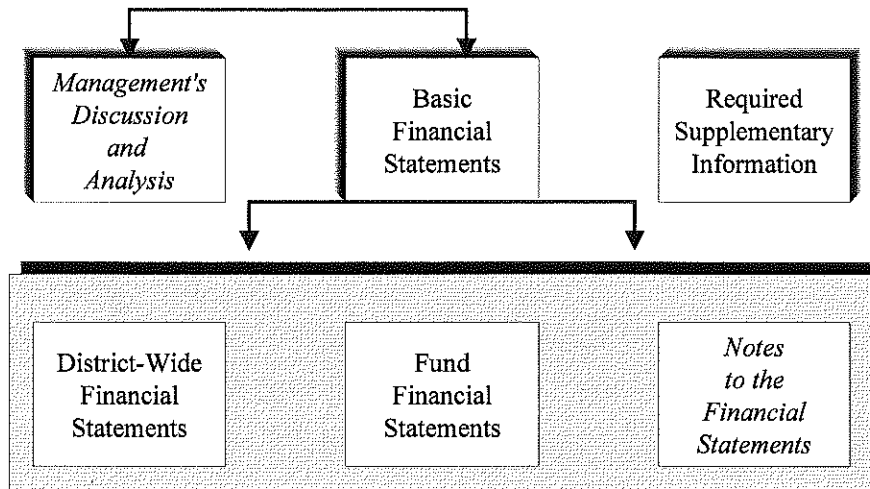 Management's
Discussion
and
Analysis
Basic
Financial
Statements
Required
Supplementary
Information
District-Wide
Financial
Statements
Fund
Financial
Statements
Notes
to the
Financial
Statements